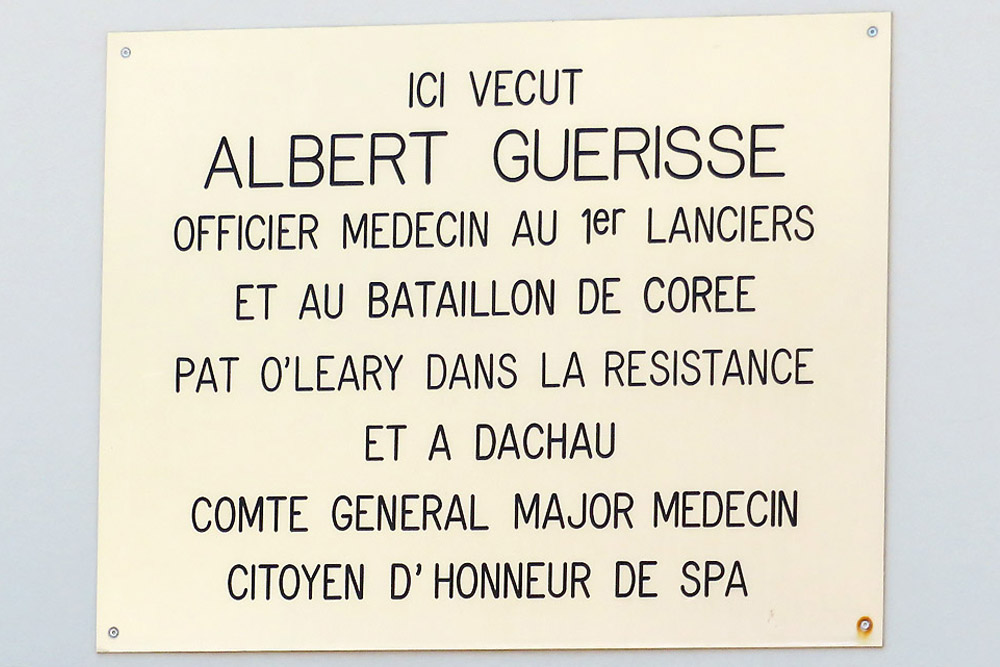 ICI VECUT
ALBERT GUERISSE
OFFICIER MEDECIN AU 1er LANCIERS
ET AU BATAILLON DE COREE
PAT O'LEARY DANS LA RESISTANCE
ET A DACHAU
COMTE GENERAL MAJOR MEDECIN
CITOYEN D'HONNEUR DE SPA